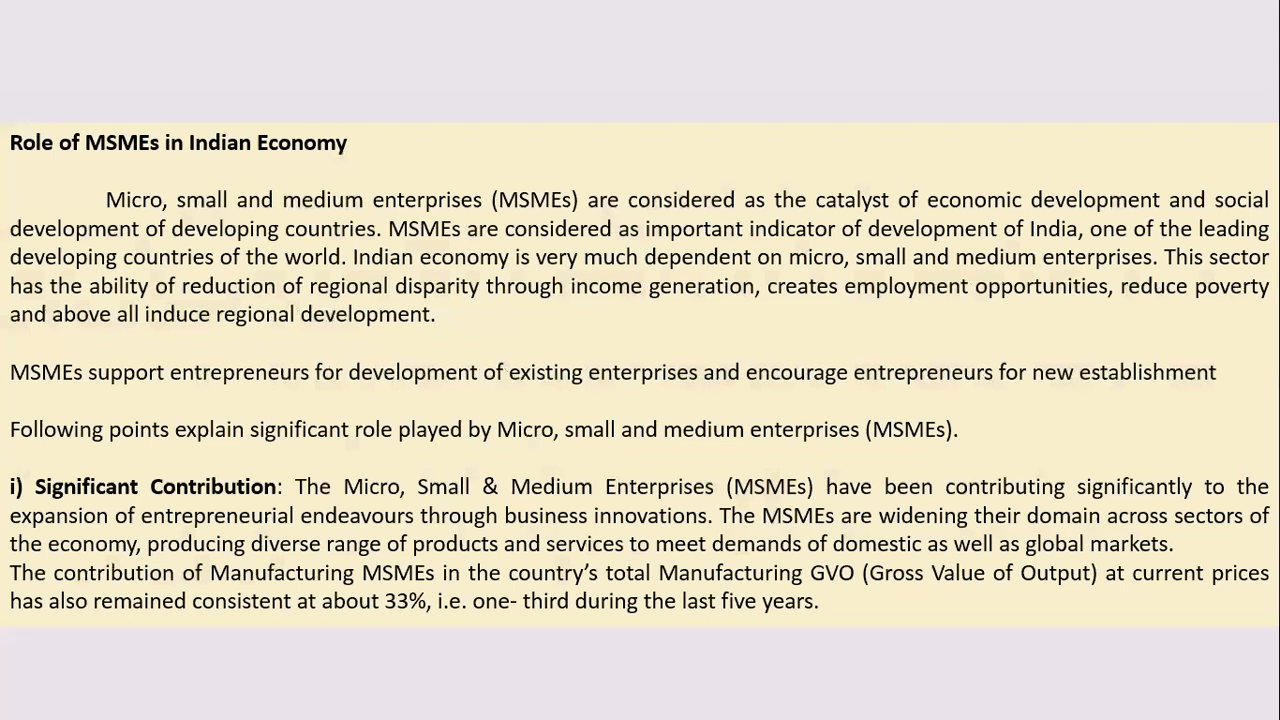 Role of MSMEs in Indian Economy
Micro, small and medium enterprises (MSMEs) are considered as the catalyst of economic development and social
development of developing countries. MSMEs are considered as important indicator of development of India, one of the leading
developing countries of the world. Indian economy is very much dependent on micro, small and medium enterprises. This sector
has the ability of reduction of regional disparity through income generation, creates employment opportunities, reduce poverty
and above all induce regional development.
MSMEs support entrepreneurs for development of existing enterprises and encourage entrepreneurs for new establishment
Following points explain significant role played by Micro, small and medium enterprises (MSMEs).
i) Significant Contribution: The Micro, Small & Medium Enterprises (MSMEs) have been contributing significantly to the
expansion of entrepreneurial endeavours through business innovations. The MSMEs are widening their domain across sectors of
the economy, producing diverse range of products and services to meet demands of domestic as well as global markets.
The contribution of Manufacturing MSMEs in the country’s total Manufacturing GVO (Gross Value of Output) at current prices
has also remained consistent at about 33%, i.e. one- third during the last five years.